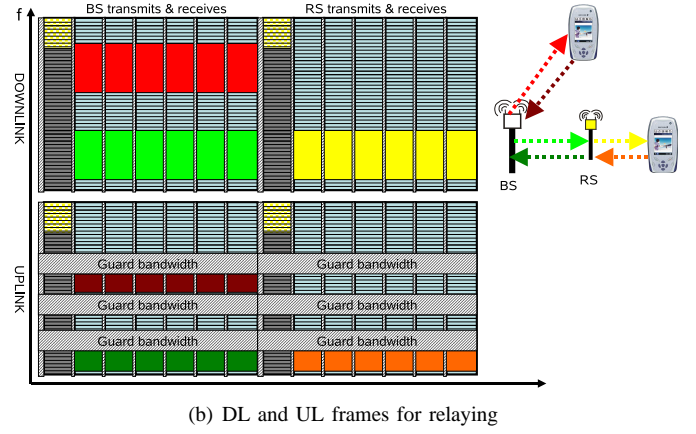 f
BS transmits & receives
RS transmits & receives
DOWNLINK
BS
RS
UPLINK
Guard bandwidth
Guard bandwidth
Guard bandwidth
Guard bandwidth
Guard bandwidth
Guard bandwidth
(b) DL and UL frames for relaying